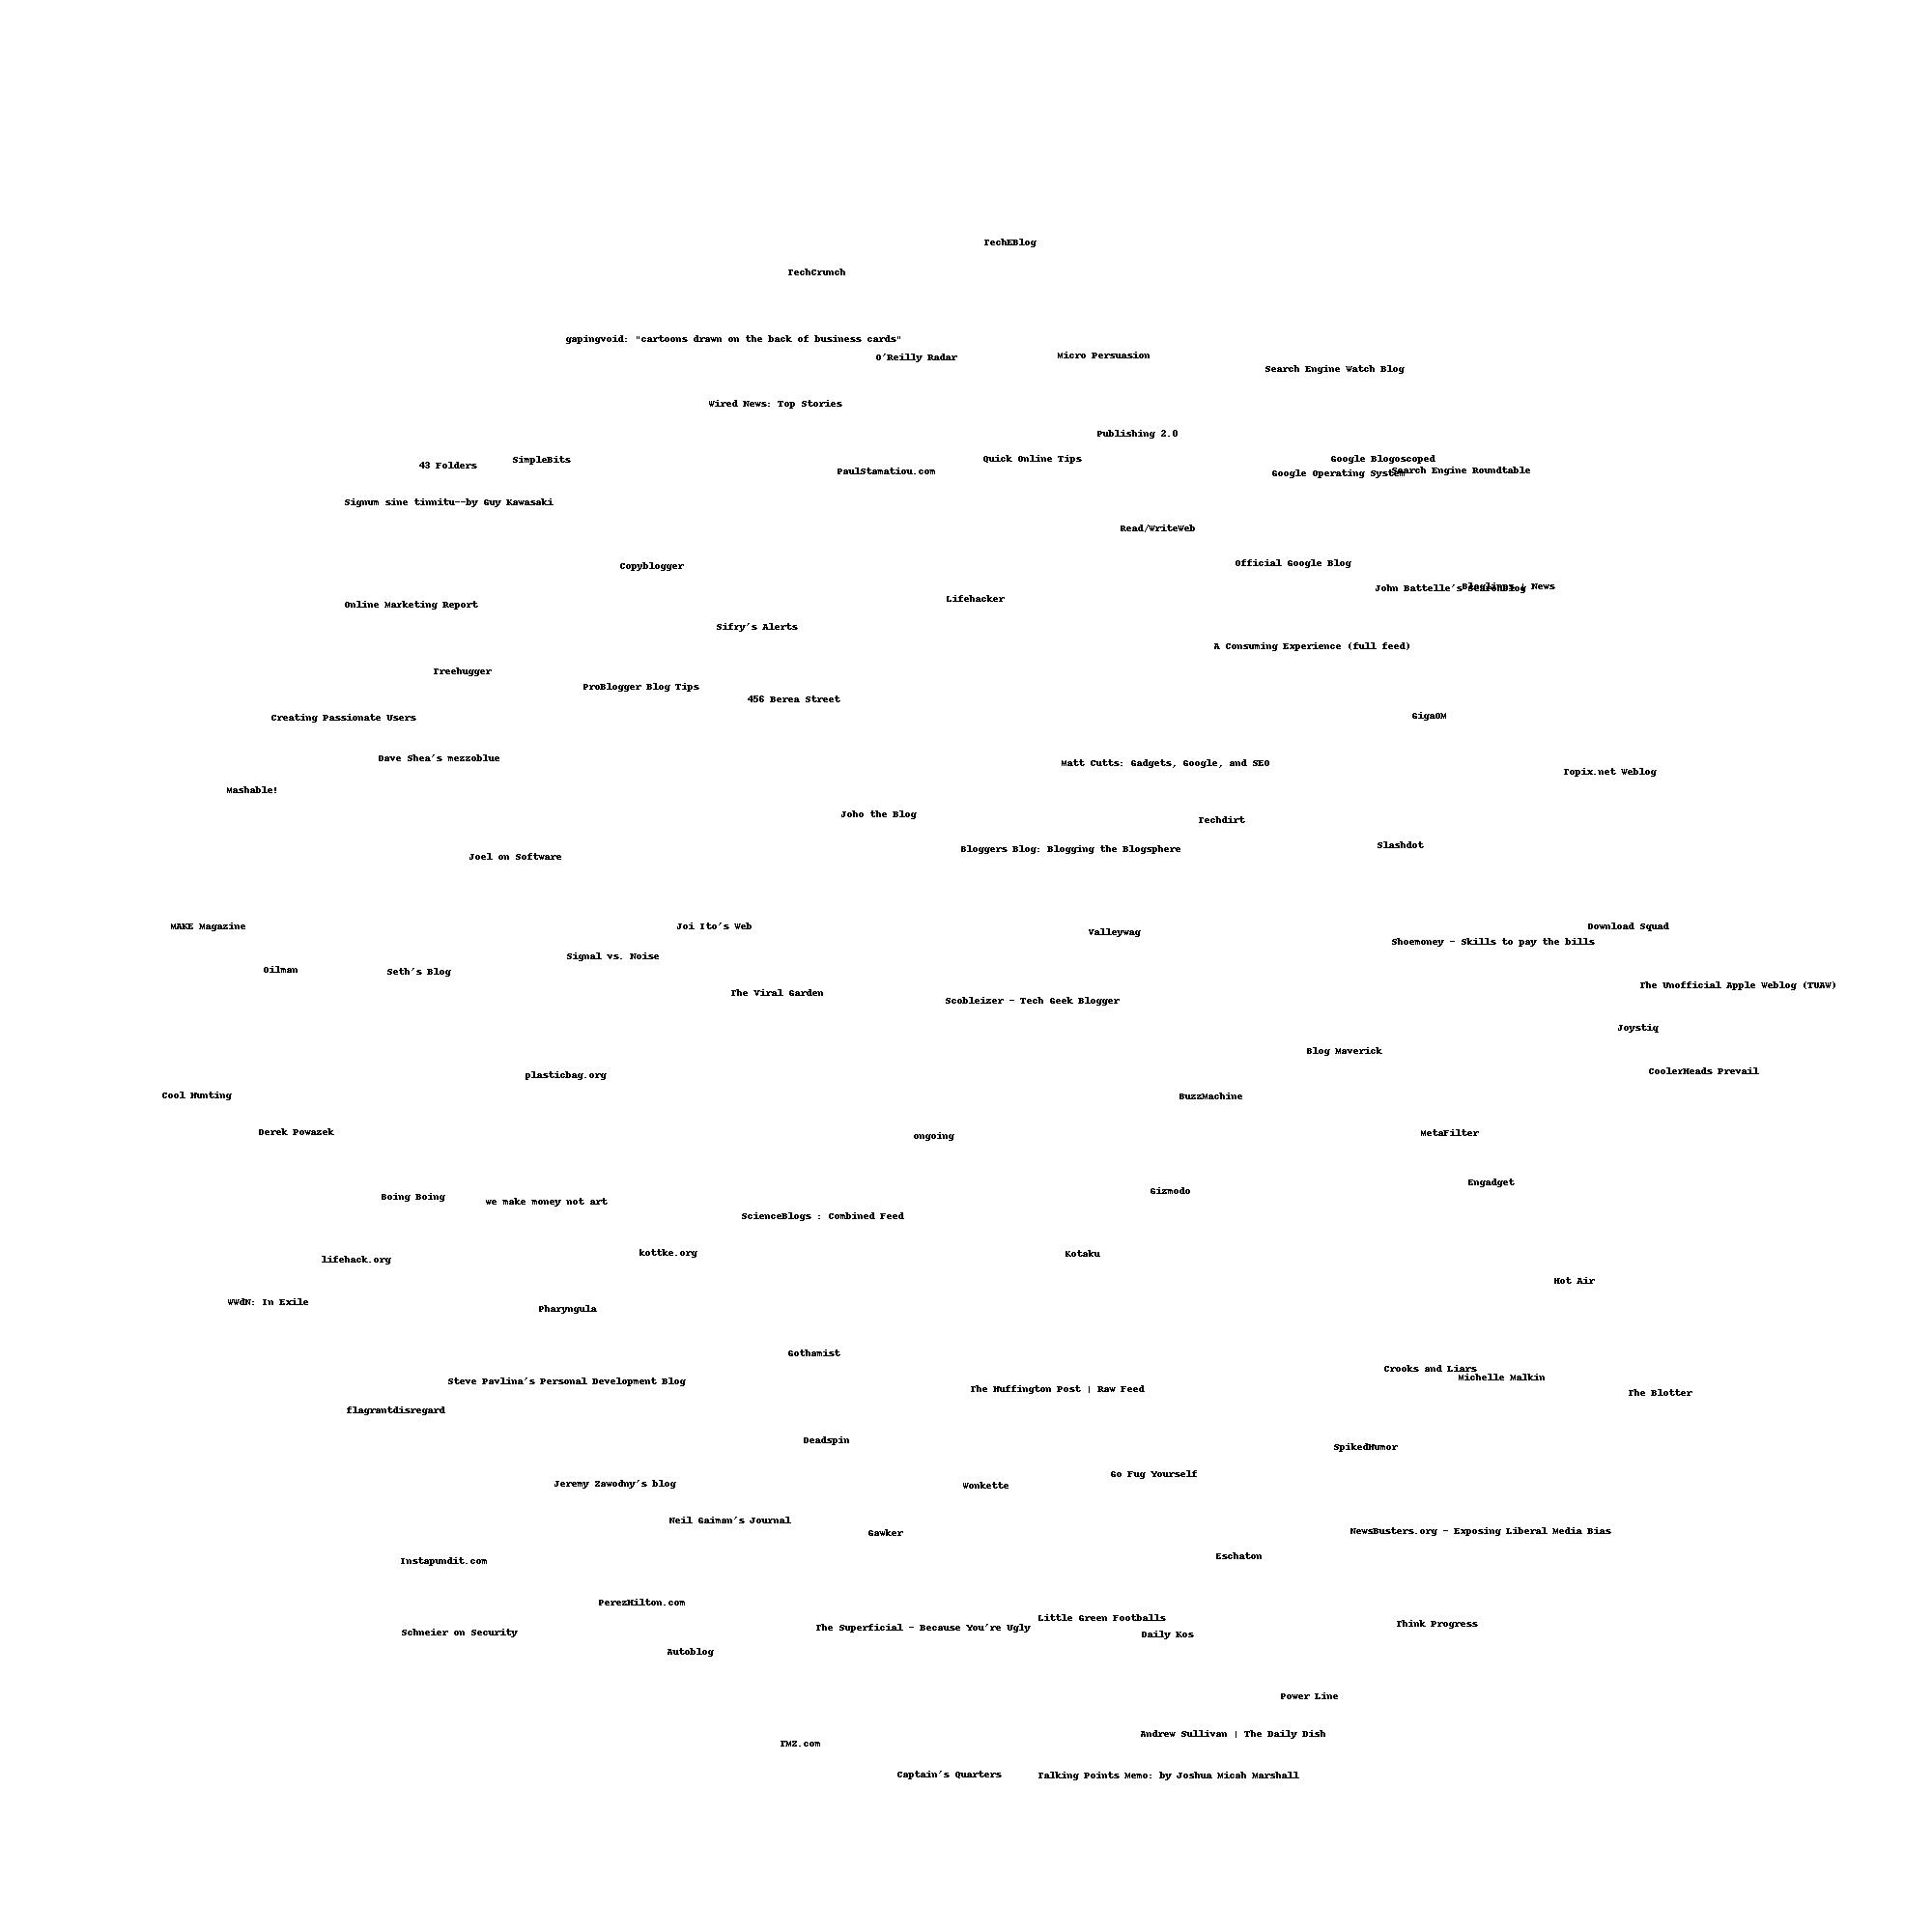 TechEBlog
TechCrunch
gapingvoid: "cartoons drawn on the back of business cards"
O'Reilly Radar
Micro Persuasion
Search Engine Watch Blog
Wired News: Top Stories
Publishing 2.0
43 Folders
SimpleBits
PaulStamatiou.com
Quick Online Tips
Google Blogoscoped
Google Operating System
Search Engine Roundtable
Signum sine tinnitu--by Guy Kawasaki
Read/WriteWeb
Copyblogger
Official Google Blog
John Battelle's Searchblog
Bloglines | News
Online Marketing Report
Lifehacker
Sifry's Alerts
A Consuming Experience (full feed)
Treehugger
ProBlogger Blog Tips
456 Berea Street
Creating Passionate Users
GigaOM
Dave Shea's mezzoblue
Matt Cutts: Gadgets, Google, and SEO
Topix.net Weblog
Mashable!
Joho the Blog
Techdirt
Bloggers Blog: Blogging the Blogsphere
Slashdot
Joel on Software
MAKE Magazine
Joi Ito's Web
Valleywag
Download Squad
Shoemoney - Skills to pay the bills
Signal vs. Noise
Oilman
Seth's Blog
The Unofficial Apple Weblog (TUAW)
The Viral Garden
Scobleizer - Tech Geek Blogger
Joystiq
Blog Maverick
CoolerHeads Prevail
plasticbag.org
Cool Hunting
BuzzMachine
Derek Powazek
ongoing
MetaFilter
Engadget
Gizmodo
Boing Boing
we make money not art
ScienceBlogs : Combined Feed
lifehack.org
kottke.org
Kotaku
Hot Air
WWdN: In Exile
Pharyngula
Gothamist
Crooks and Liars
Michelle Malkin
Steve Pavlina's Personal Development Blog
The Huffington Post | Raw Feed
The Blotter
flagrantdisregard
Deadspin
SpikedHumor
Go Fug Yourself
Jeremy Zawodny's blog
Wonkette
Neil Gaiman's Journal
Gawker
NewsBusters.org - Exposing Liberal Media Bias
Eschaton
Instapundit.com
PerezHilton.com
Little Green Footballs
The Superficial - Because You're Ugly
Think Progress
Schneier on Security
Daily Kos
Autoblog
Power Line
Andrew Sullivan | The Daily Dish
TMZ.com
Captain's Quarters
Talking Points Memo: by Joshua Micah Marshall